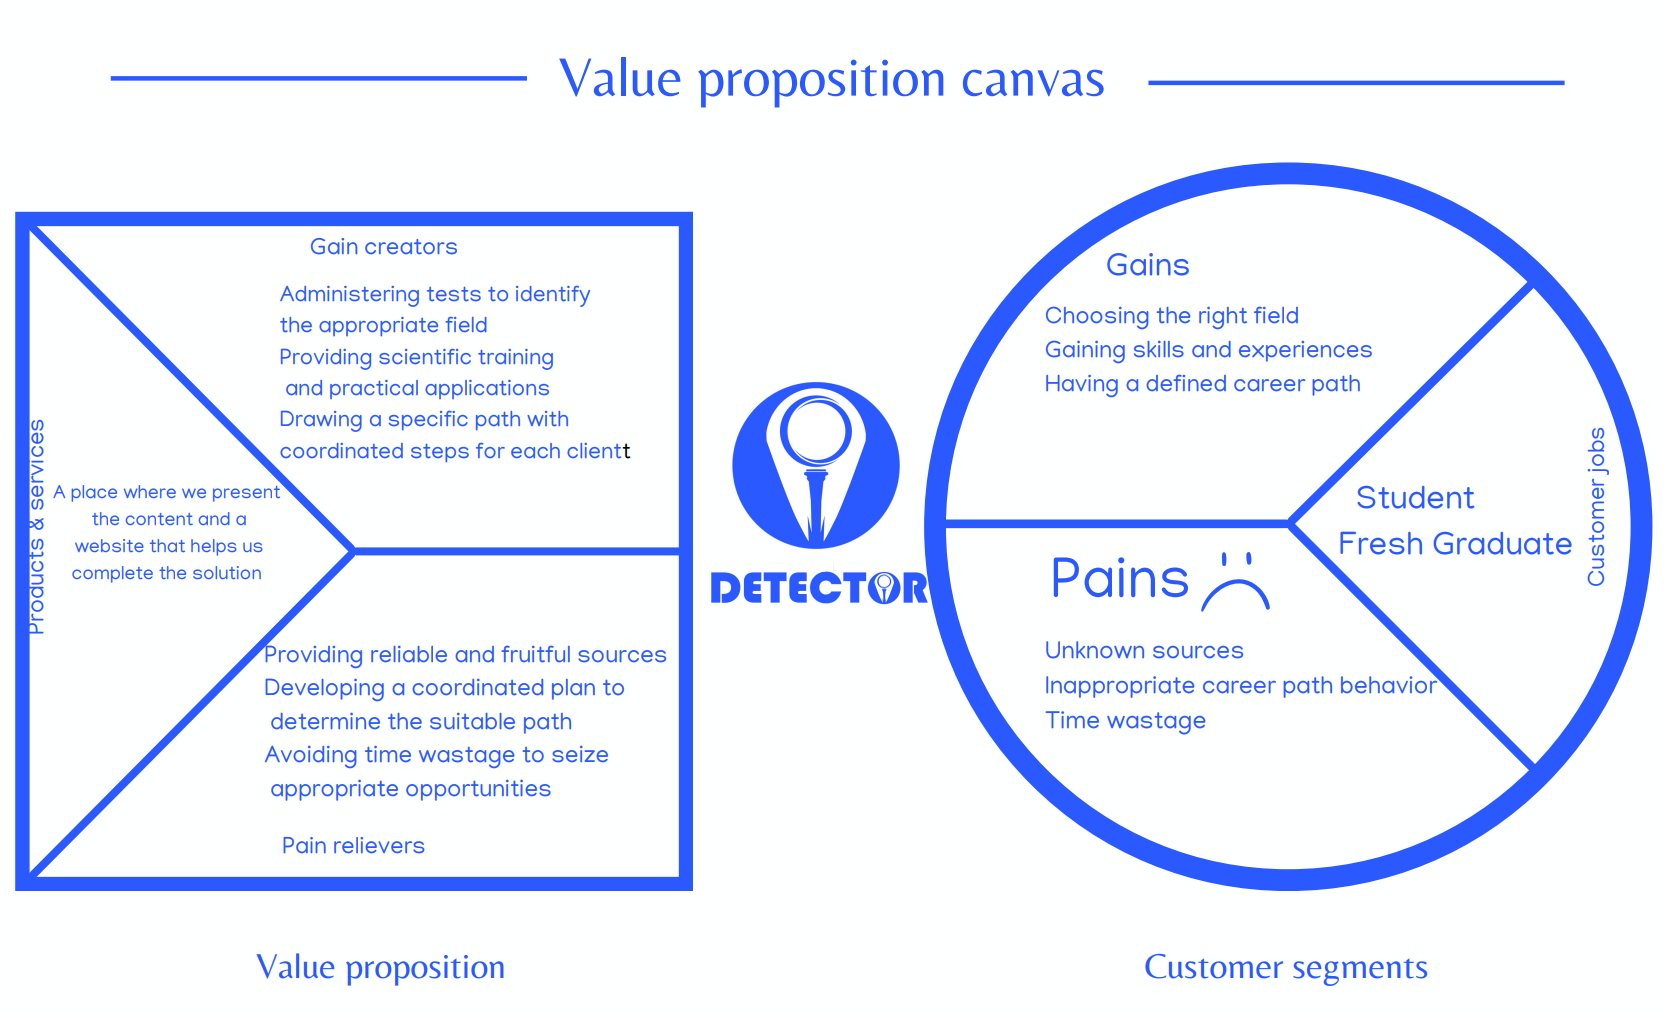 Value proposition canvas
Gain creators
Administering tests to identify
the appropriate field
Providing scientific training
and practical applications
Drawing a specific path with
coordinated steps for each clientt
Products & services
A place where we present
the content and a
website that helps us
complete the solution
Providing reliable and fruitful sources
Developing a coordinated plan to
determine the suitable path
Avoiding time wastage to seize
appropriate opportunities
Pain relievers
DETECTOR
Gains
Choosing the right field
Gaining skills and experiences
Having a defined career path
Student
Fresh Graduate
Customer jobs
Pains
Unknown sources
Inappropriate career path behavior
Time wastage
Value proposition
Customer segments